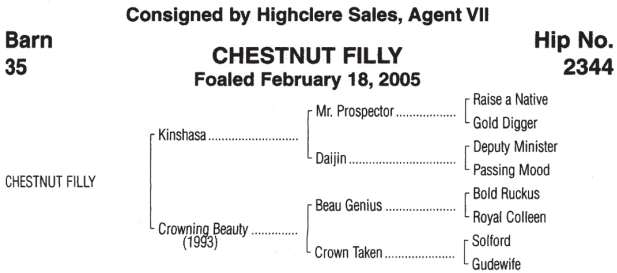 Consigned by Highclere Sales, Agent VII
Barn
35
Hip No.
2344
CHESTNUT FILLY
Foaled February 18, 2005
Raise a Native
Mr. Prospector
Gold Digger
Kinshasa
Deputy Minister
Daijin
Passing Mood
CHESTNUT FILLY
Bold Ruckus
Beau Genius
Royal Colleen
Crowning Beauty
(1993)
Solford
Crown Taken
Gudewife